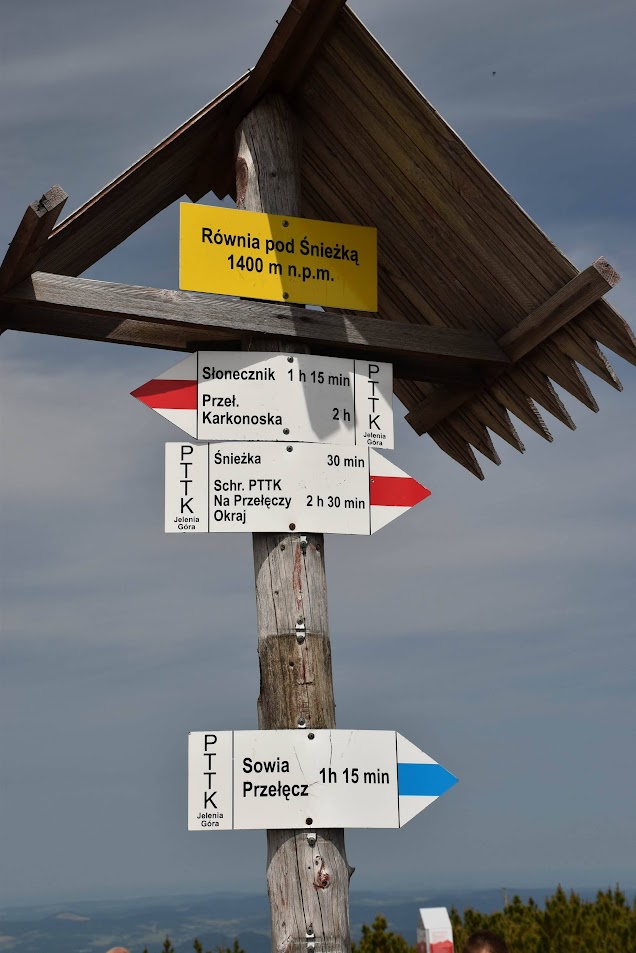 Równia pod Śnieżką
1400 m n.p.m.
Słonecznik 1 h 15 min
Przeł.
Karkonoska 2 h
PTTK
Jelenia
Góra
PTTK
Jelenia
Góra
Śnieżka 30 min
Schr. PTTK
Na Przełęczy 2 h 30 min
Okraj
PTTK
Jelenia
Góra
Sowia
Przełęcz 1h 15 min